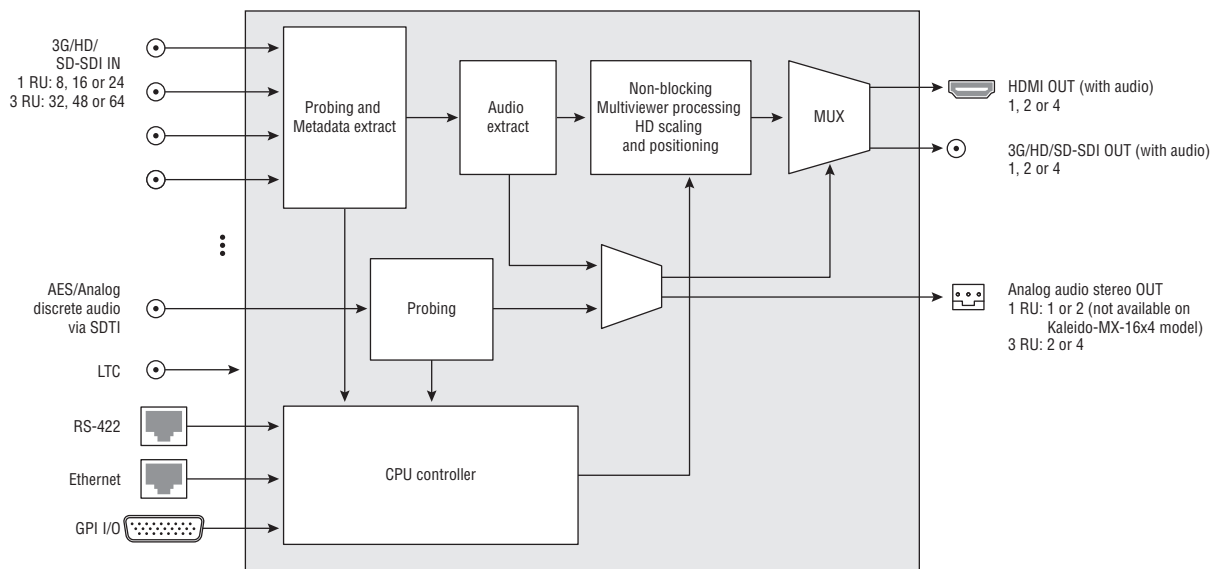 3G/HD/
SD-SDI IN
1 RU: 8, 16 or 24
3 RU: 32, 48 or 64
Probing and
Metadata extract
Audio
extract
Non-blocking
Multiviewer processing
HD scaling
and positioning
MUX
HDMI OUT (with audio)
1, 2 or 4
3G/HD/SD-SDI OUT (with audio)
1, 2 or 4
AES/Analog
discrete audio
via SDTI
Probing
Analog audio stereo OUT
1 RU: 1 or 2 (not available on
Kaleido-MX-16x4 model)
3 RU: 2 or 4
LTC
RS-422
Ethernet
GPI I/O
CPU controller